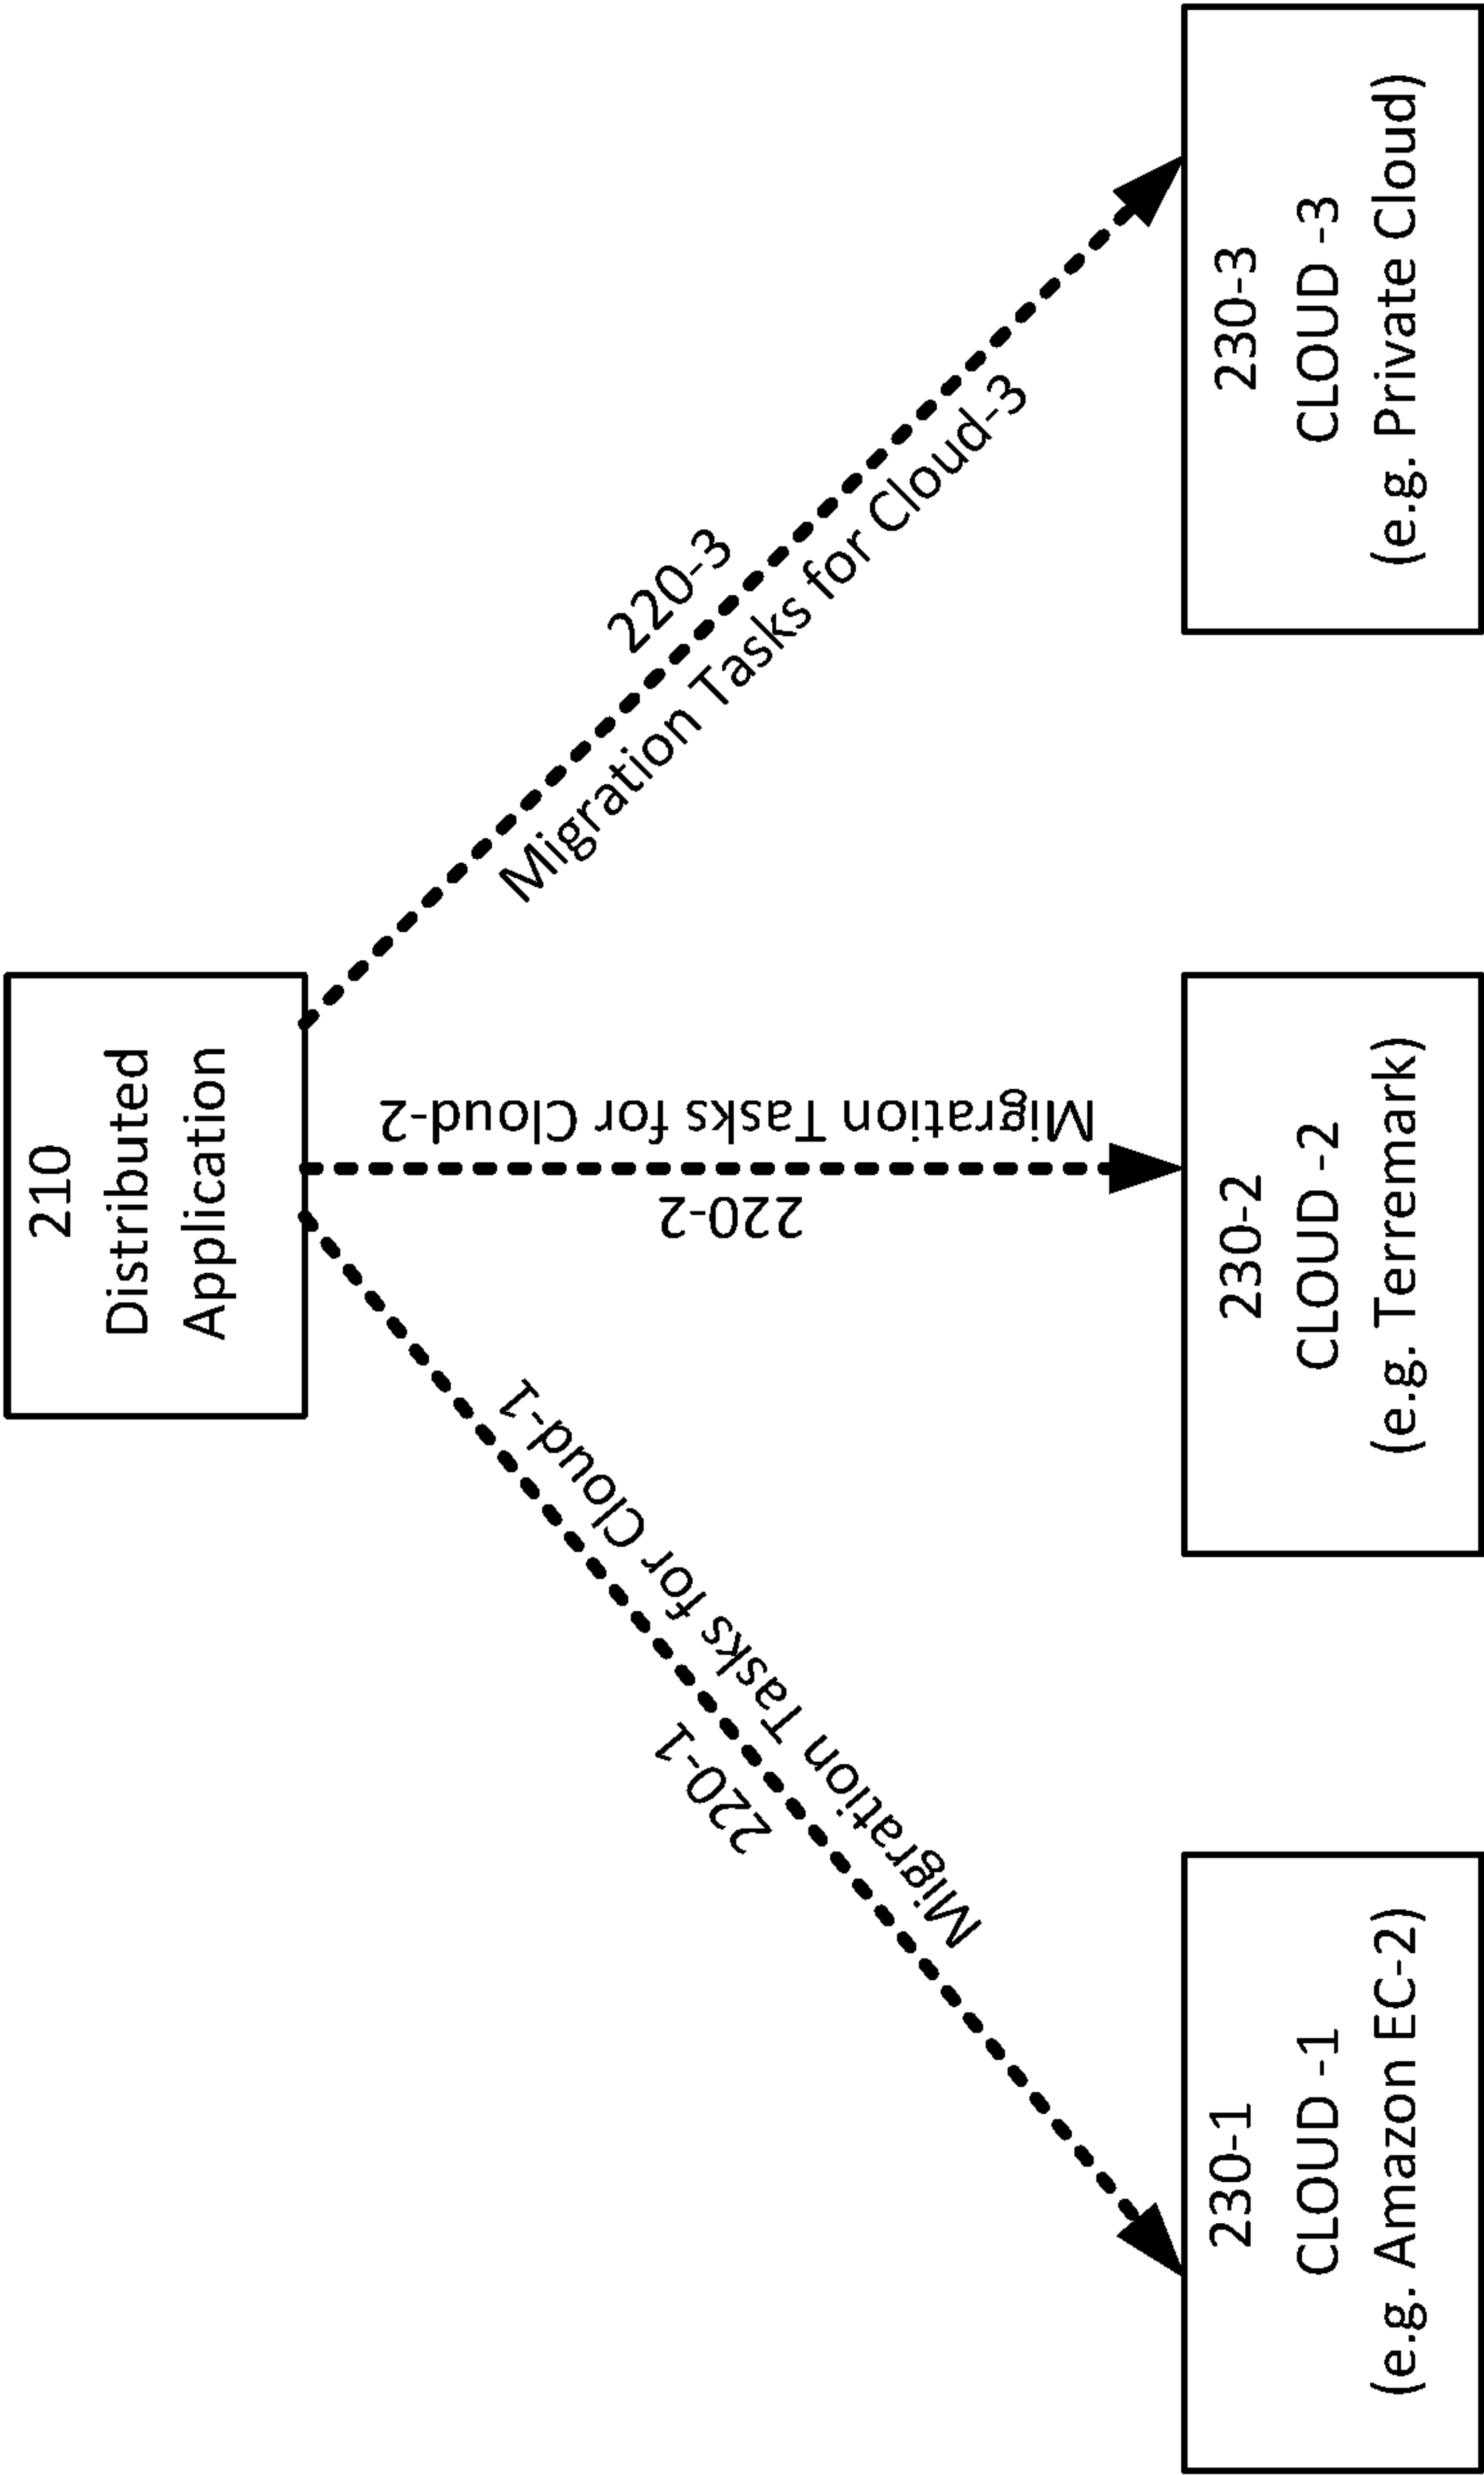 210
Distributed
Application
220-1
Migration Tasks for Cloud-1
220-2
Migration Tasks for Cloud-2
220-3
Migration Tasks for Cloud-3
230-1
CLOUD -1
(e.g. Amazon EC-2)
230-2
CLOUD -2
(e.g. Terremark)
230-3
CLOUD -3
(e.g. Private Cloud)